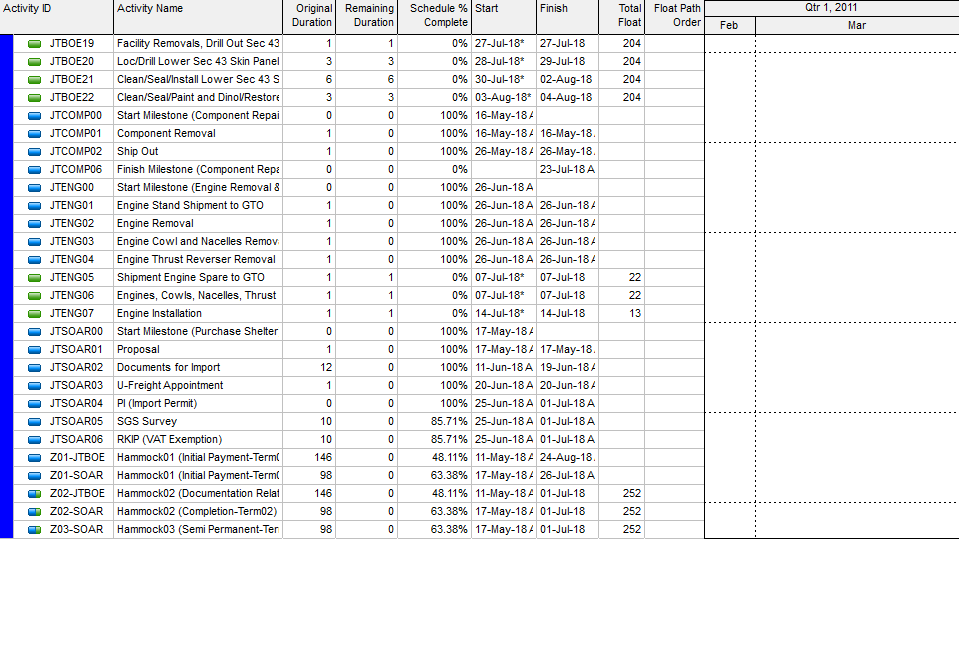 Activity ID Activity Name Original Duration Remaining Duration Schedule % Complete Start Finish Total Float Float Path Order Qtr 1, 2011
Feb Mar
JTBOE19 Facility Removals, Drill Out Sec 43 1 1 0% 27-Jul-18* 27-Jul-18 204
JTBOE20 Loc/Drill Lower Sec 43 Skin Panel 3 3 0% 28-Jul-18* 29-Jul-18 204
JTBOE21 Clean/Seal/Install Lower Sec 43 S 6 6 0% 30-Jul-18* 02-Aug-18 204
JTBOE22 Clean/Seal/Paint and Dinol/Restore 3 3 0% 03-Aug-18* 04-Aug-18 204
JTCOMP00 Start Milestone (Component Repai 0 0 100% 16-May-18 A
JTCOMP01 Component Removal 1 0 100% 16-May-18 A 16-May-18
JTCOMP02 Ship Out 1 0 100% 26-May-18 A 26-May-18
JTCOMP06 Finish Milestone (Component Repa 0 0 0% 23-Jul-18 A
JTENG00 Start Milestone (Engine Removal & 0 0 100% 26-Jun-18 A
JTENG01 Engine Stand Shipment to GTO 1 0 100% 26-Jun-18 A 26-Jun-18 A
JTENG02 Engine Removal 1 0 100% 26-Jun-18 A 26-Jun-18 A
JTENG03 Engine Cowl and Nacelles Remov 1 0 100% 26-Jun-18 A 26-Jun-18 A
JTENG04 Engine Thrust Reverser Removal 1 0 100% 26-Jun-18 A 26-Jun-18 A
JTENG05 Shipment Engine Spare to GTO 1 1 0% 07-Jul-18* 07-Jul-18 22
JTENG06 Engines, Cowls, Nacelles, Thrust 1 1 0% 07-Jul-18* 07-Jul-18 22
JTENG07 Engine Installation 1 1 0% 14-Jul-18* 14-Jul-18 13
JTSOAR00 Start Milestone (Purchase Shelter 0 0 100% 17-May-18 A
JTSOAR01 Proposal 1 0 100% 17-May-18 A 17-May-18
JTSOAR02 Documents for Import 12 0 100% 11-Jun-18 A 19-Jun-18 A
JTSOAR03 U-Freight Appointment 1 0 100% 20-Jun-18 A 20-Jun-18 A
JTSOAR04 PI (Import Permit) 0 0 100% 25-Jun-18 A 01-Jul-18 A
JTSOAR05 SGS Survey 10 0 85.71% 25-Jun-18 A 01-Jul-18 A
JTSOAR06 RKIP (VAT Exemption) 10 0 85.71% 25-Jun-18 A 01-Jul-18 A
Z01-JTBOE Hammock01 (Initial Payment-Term0 146 0 48.11% 11-May-18 A 24-Aug-18
Z01-SOAR Hammock01 (Initial Payment-Term0 98 0 63.38% 17-May-18 A 26-Jul-18 A
Z02-JTBOE Hammock02 (Documentation Relat 146 0 48.11% 11-May-18 A 01-Jul-18 252
Z02-SOAR Hammock02 (Completion-Term02) 98 0 63.38% 17-May-18 A 01-Jul-18 252
Z03-SOAR Hammock03 (Semi Permanent-Ter 98 0 63.38% 17-May-18 A 01-Jul-18 252